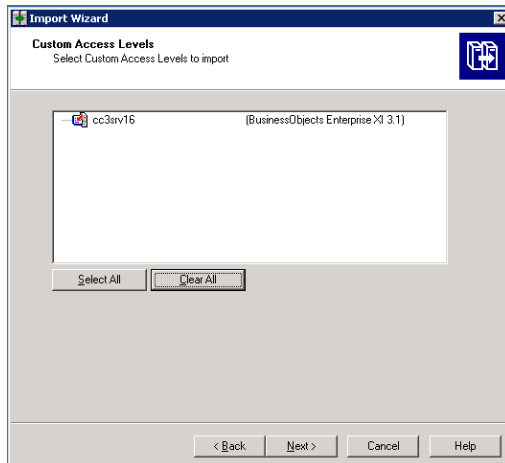 Import Wizard
Custom Access Levels
Select Custom Access Levels to import
cc3srv16 (BusinessObjects Enterprise XI 3.1)
Select All Clear All
< Back Next > Cancel Help